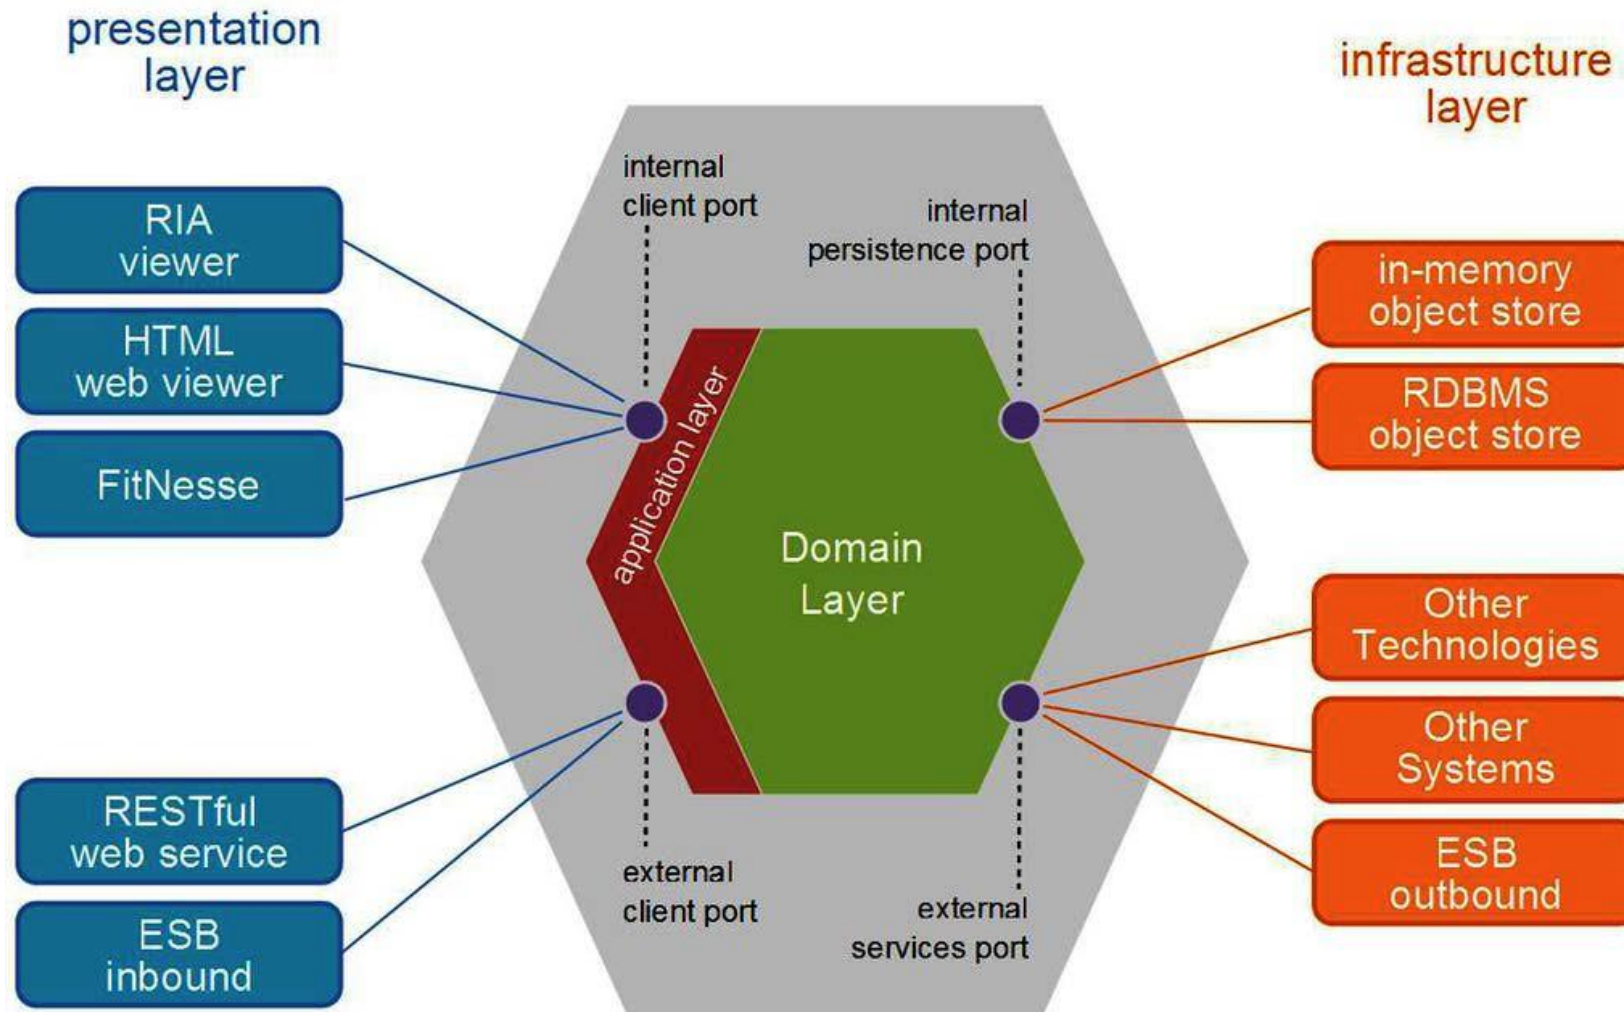 presentation
layer
infrastructure
layer
internal
client port
internal
persistence port
RIA
viewer
HTML
web viewer
FitNesse
in-memory
object store
RDBMS
object store
application layer
Domain
Layer
Other
Technologies
Other
Systems
ESB
outbound
RESTful
web service
ESB
inbound
external
client port
external
services port